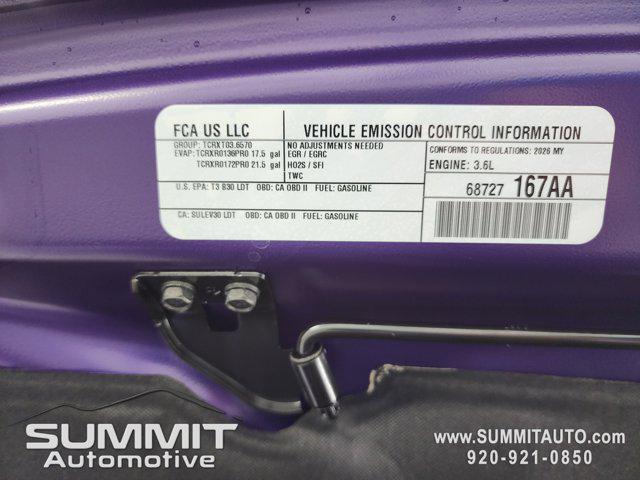 FCA US LLC
VEHICLE EMISSION CONTROL INFORMATION
GROUP: TCRXT03.6570
EVAP: TCRXR0136PR0 17.5 gal
TCRXR0172PR0 21.5 gal
NO ADJUSTMENTS NEEDED
EGR / EGRC
HO2S / SFI
TWC
CONFORMS TO REGULATIONS: 2026 MY
ENGINE: 3.6L
U.S. EPA: T3 B30 LDT OBD: CA OBD II FUEL: GASOLINE
CA: SULEV30 LDT OBD: CA OBD II FUEL: GASOLINE
68727 167AA
SUMMIT
Automotive
WWW.SUMMITAUTO.COM
920-921-0850